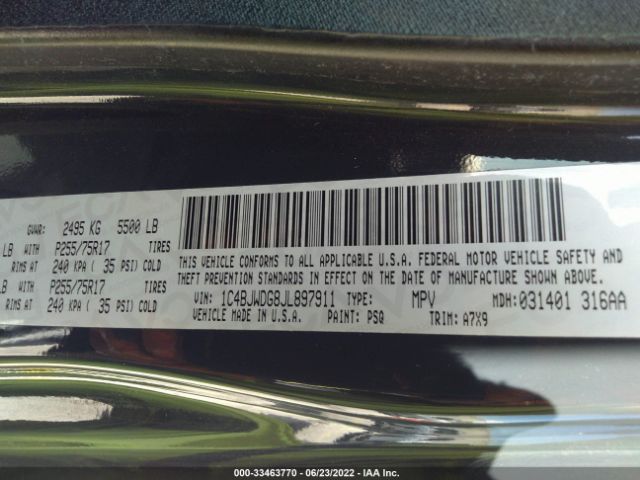 GVWR: 2495 KG 5500 LB
LB WITH P255/75R17 TIRES
RIMS AT 240 KPA ( 35 PSI) COLD
LB WITH P255/75R17 TIRES
RIMS AT 240 KPA ( 35 PSI) COLD
THIS VEHICLE CONFORMS TO ALL APPLICABLE U.S.A. FEDERAL MOTOR VEHICLE SAFETY AND
THEFT PREVENTION STANDARDS IN EFFECT ON THE DATE OF MANUFACTURE SHOWN ABOVE.
VIN: 1C4BJWDG8JL897911 TYPE: MPV MDH: 031401 316AA
VEHICLE MADE IN U.S.A. PAINT: PSQ TRIM: A7X9
000-33463770 - 06/23/2022 - IAA Inc.